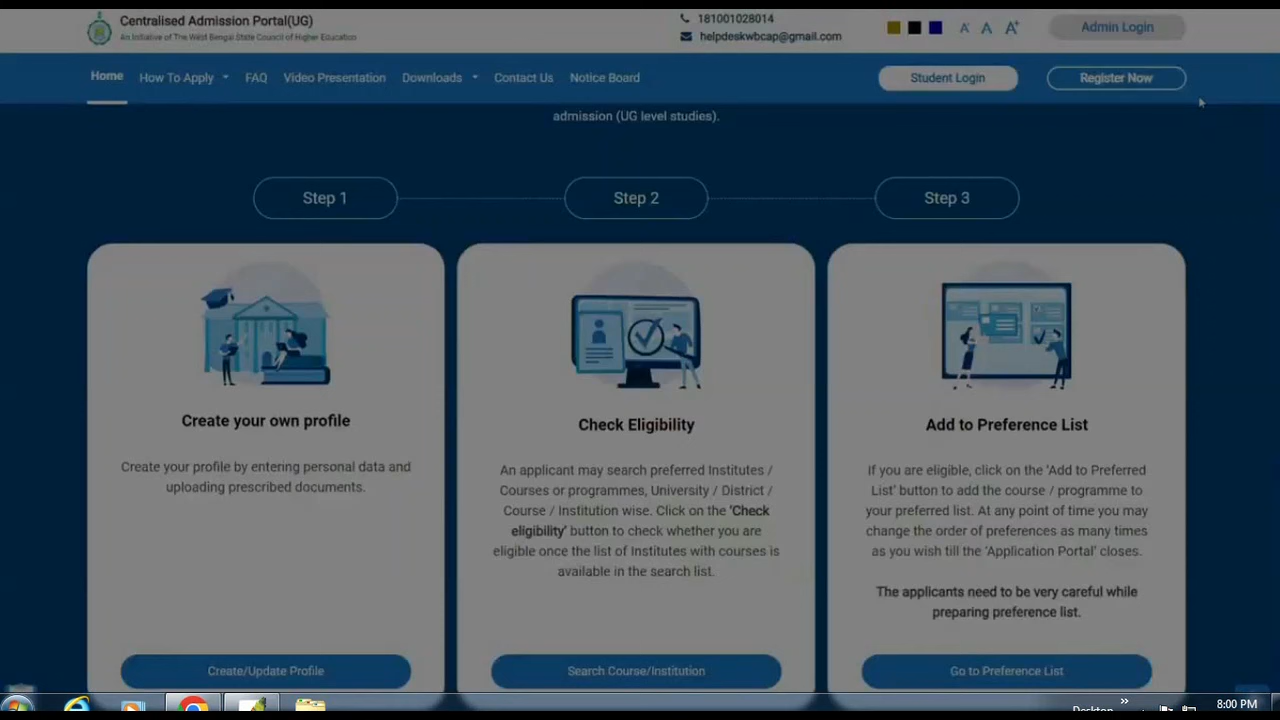 Centralised Admission Portal(UG)
An Initiative of The West Bengal State Council of Higher Education
181001028014
helpdeskwbcap@gmail.com
A- A A+
Admin Login
Home How To Apply FAQ Video Presentation Downloads Contact Us Notice Board
Student Login
Register Now
admission (UG level studies).
Step 1
Step 2
Step 3
Create your own profile
Create your profile by entering personal data and
uploading prescribed documents.
Create/Update Profile
Check Eligibility
An applicant may search preferred Institutes /
Courses or programmes, University / District /
Course / Institution wise. Click on the 'Check
eligibility' button to check whether you are
eligible once the list of Institutes with courses is
available in the search list.
Search Course/Institution
Add to Preference List
If you are eligible, click on the 'Add to Preferred
List' button to add the course / programme to
your preferred list. At any point of time you may
change the order of preferences as many times
as you wish till the 'Application Portal' closes.
The applicants need to be very careful while
preparing preference list.
Go to Preference List
Desktop
8:00 PM